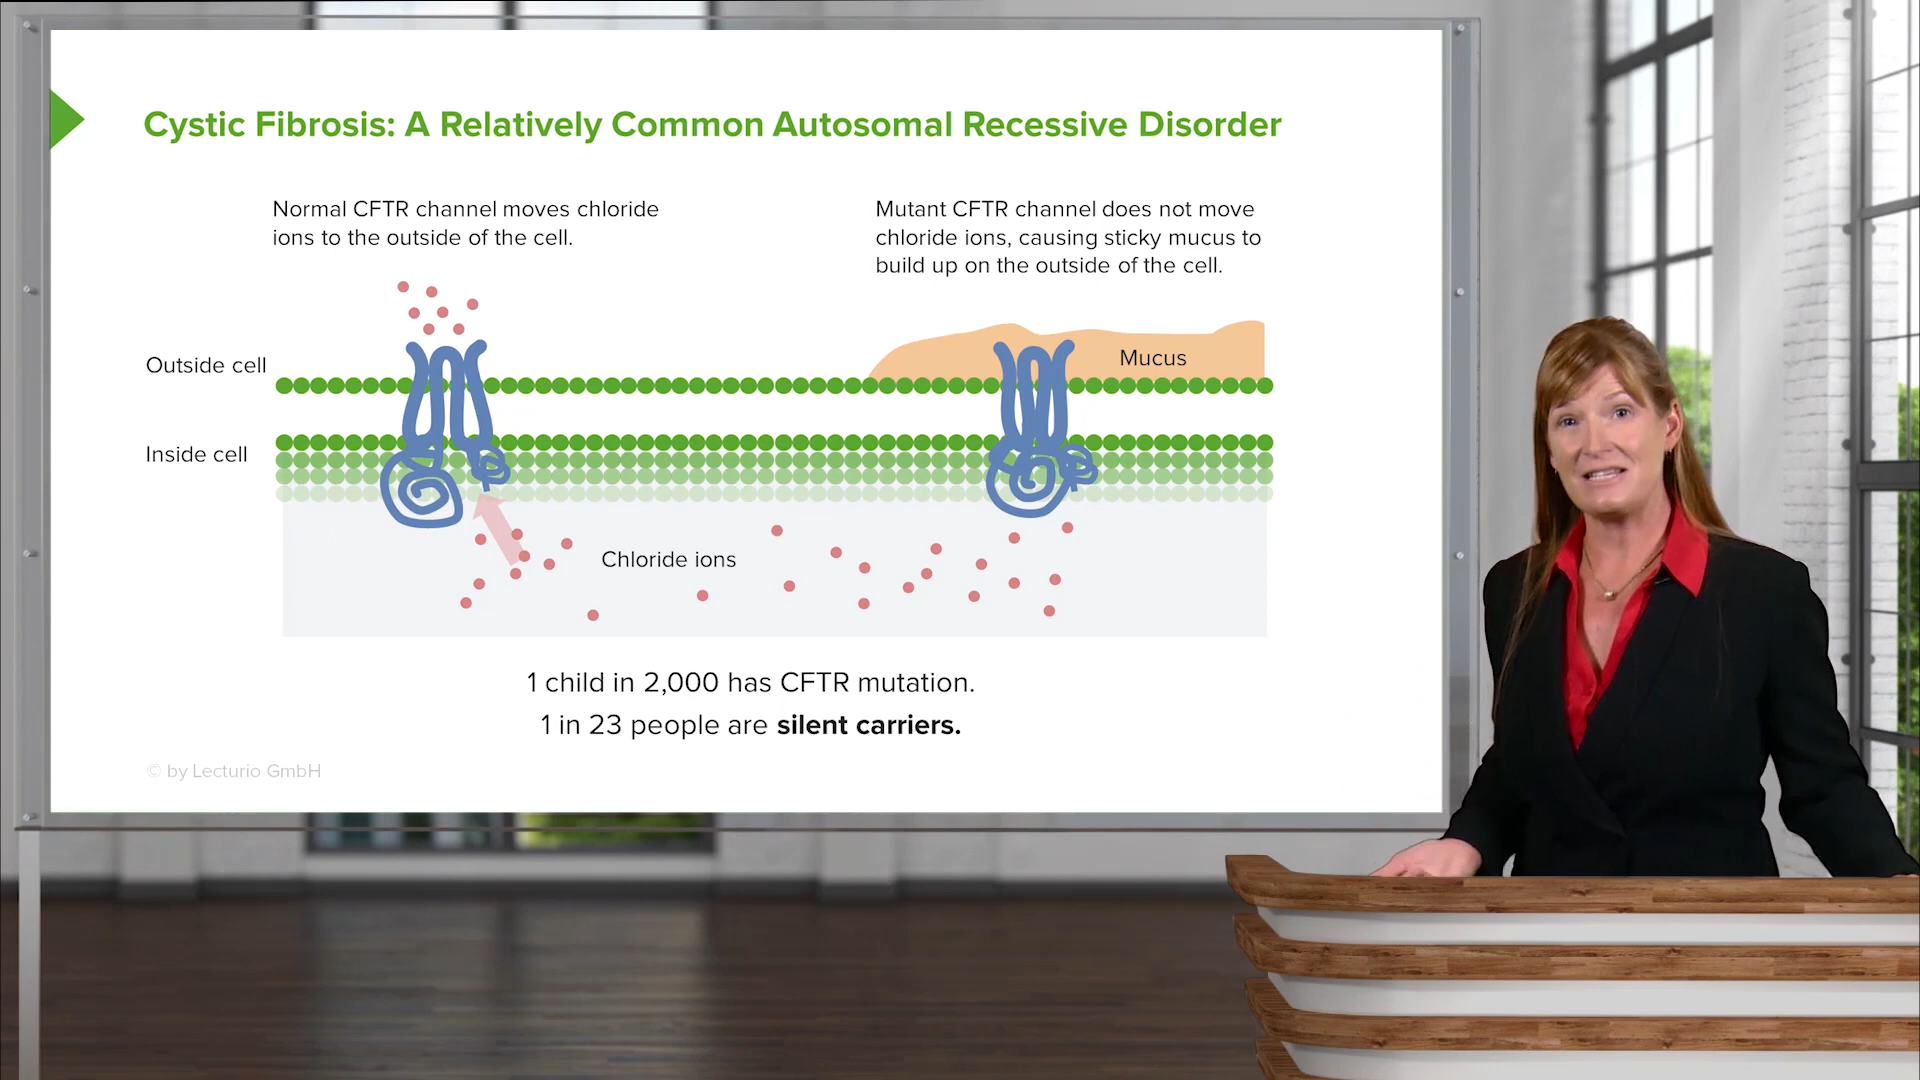 Cystic Fibrosis: A Relatively Common Autosomal Recessive Disorder
Normal CFTR channel moves chloride
ions to the outside of the cell.
Mutant CFTR channel does not move
chloride ions, causing sticky mucus to
build up on the outside of the cell.
Outside cell
Mucus
Inside cell
Chloride ions
1 child in 2,000 has CFTR mutation.
1 in 23 people are silent carriers.
© by Lecturio GmbH